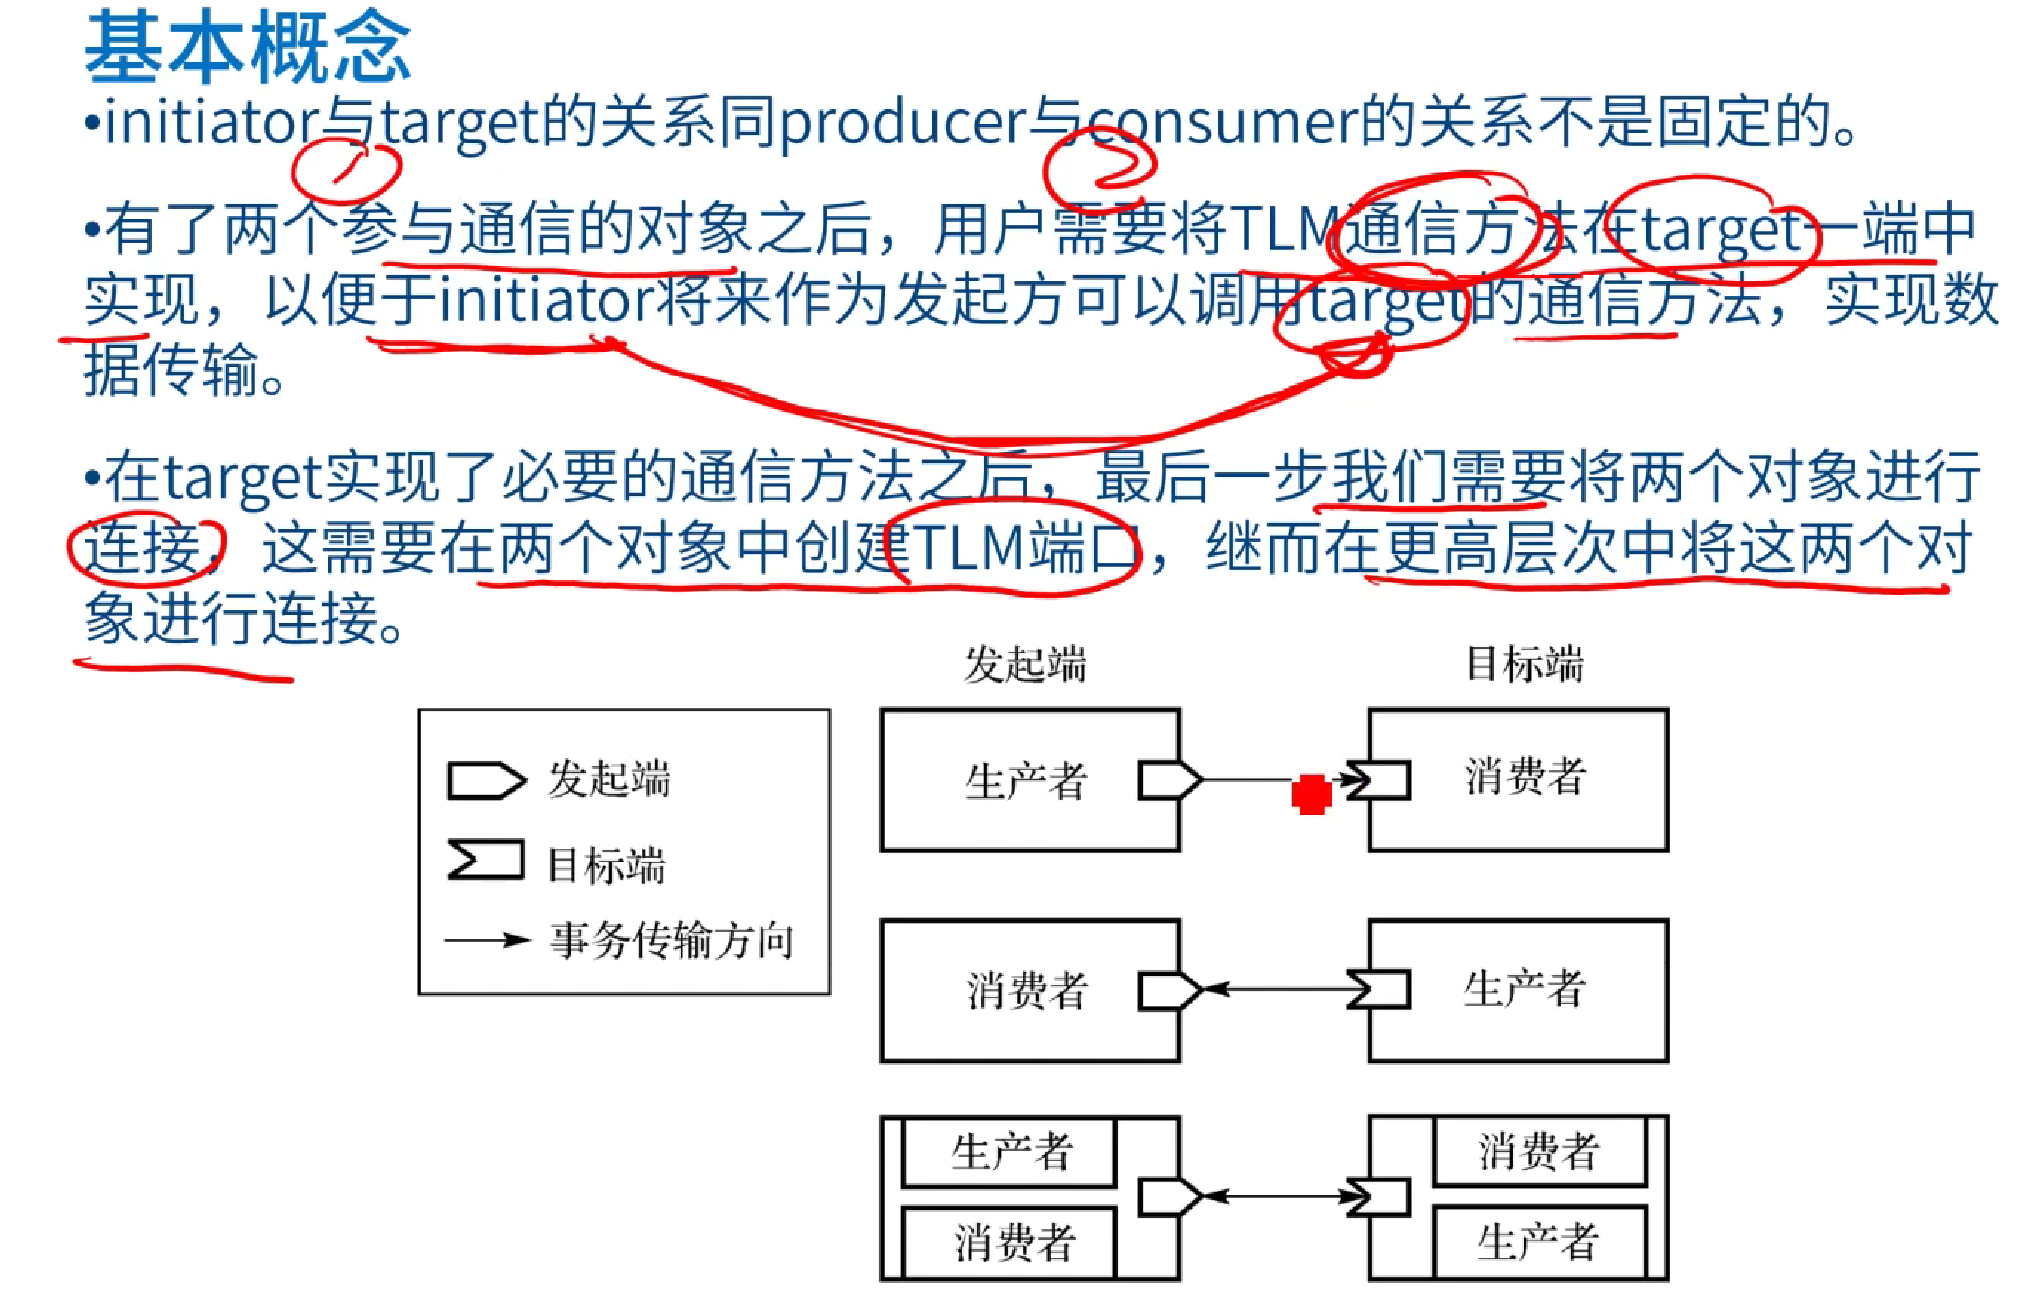 基本概念
•initiator与target的关系同producer与consumer的关系不是固定的。
1
2
•有了两个参与通信的对象之后，用户需要将TLM通信方法在target一端中
实现，以便于initiator将来作为发起方可以调用target的通信方法，实现数
据传输。
•在target实现了必要的通信方法之后，最后一步我们需要将两个对象进行
连接，这需要在两个对象中创建TLM端口，继而在更高层次中将这两个对
象进行连接。
发起端 目标端
发起端
目标端
事务传输方向
生产者 消费者
消费者 生产者
生产者 消费者
消费者 生产者